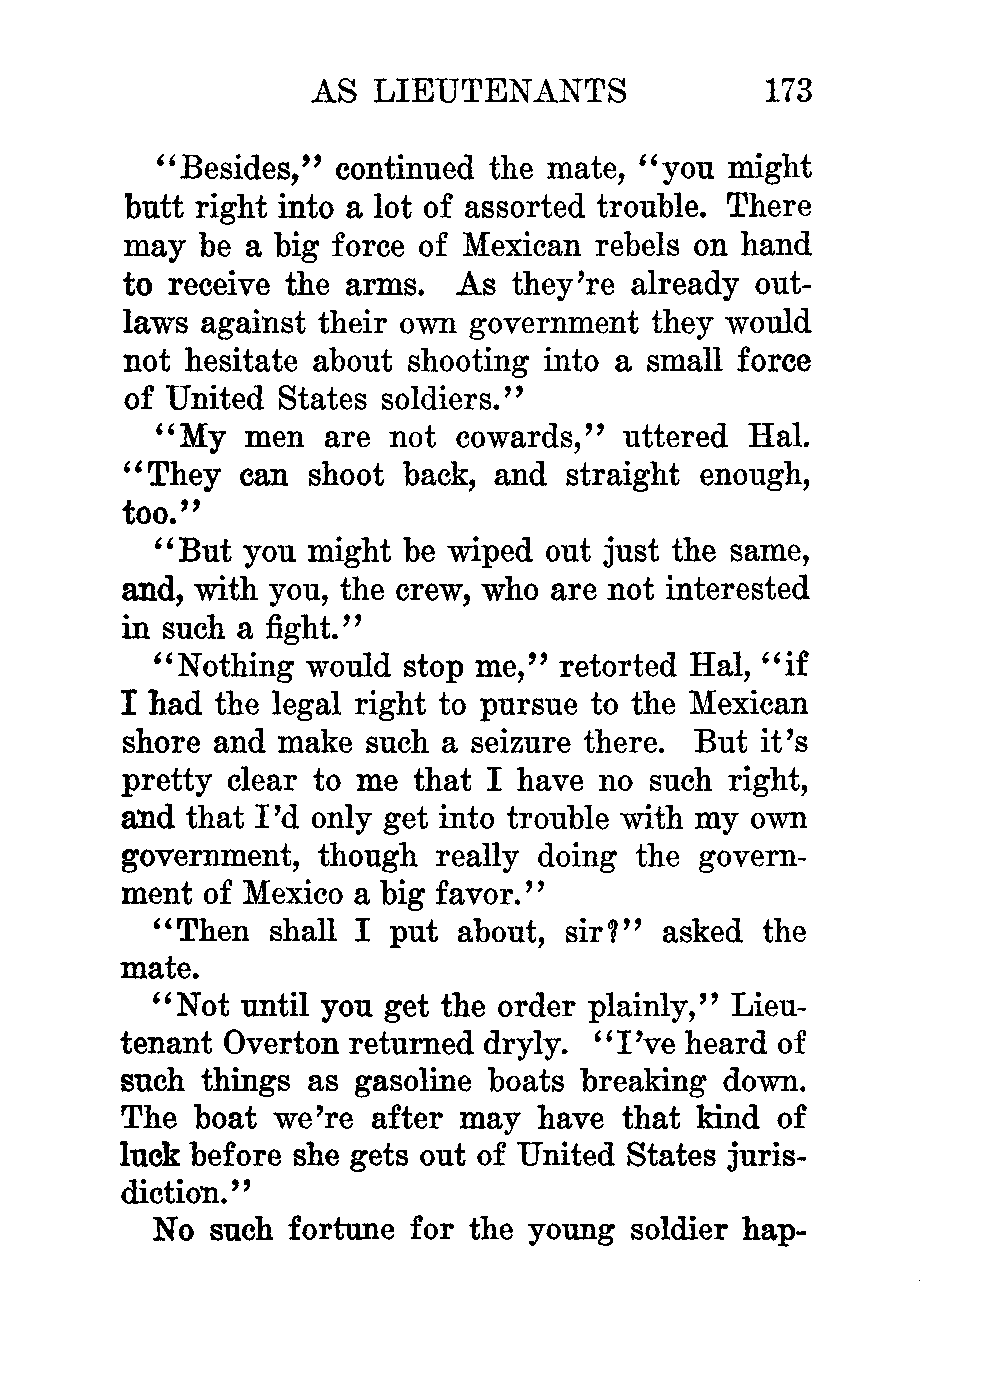 AS LIEUTENANTS 173
“Besides,” continued the mate, “you might
butt right into a lot of assorted trouble. There
may be a big force of Mexican rebels on hand
to receive the arms. As they’re already out-
laws against their own government they would
not hesitate about shooting into a small force
of United States soldiers.”
“My men are not cowards,” uttered Hal.
“They can shoot back, and straight enough,
too.”
“But you might be wiped out just the same,
and, with you, the crew, who are not interested
in such a fight.”
“Nothing would stop me,” retorted Hal, “if
I had the legal right to pursue to the Mexican
shore and make such a seizure there. But it’s
pretty clear to me that I have no such right,
and that I’d only get into trouble with my own
government, though really doing the govern-
ment of Mexico a big favor.”
“Then shall I put about, sir?” asked the
mate.
“Not until you get the order plainly,” Lieu-
tenant Overton returned dryly. “I’ve heard of
such things as gasoline boats breaking down.
The boat we’re after may have that kind of
luck before she gets out of United States juris-
diction.”
No such fortune for the young soldier hap-